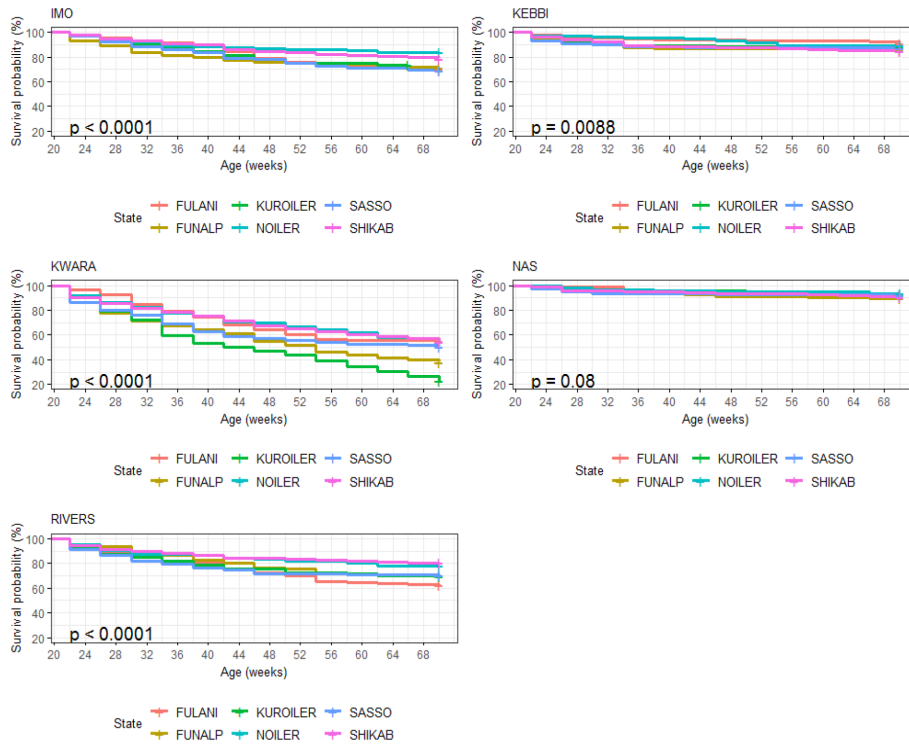 IMO
Survival probability (%)
100
80
60
40
20
p < 0.0001
20 24 28 32 36 40 44 48 52 56 60 64 68
Age (weeks)
State
FULANI KUROILER SASSO
FUNALP NOILER SHIKAB
KEBBI
Survival probability (%)
100
80
60
40
20
p = 0.0088
20 24 28 32 36 40 44 48 52 56 60 64 68
Age (weeks)
State
FULANI KUROILER SASSO
FUNALP NOILER SHIKAB
KWARA
Survival probability (%)
100
80
60
40
20
p < 0.0001
20 24 28 32 36 40 44 48 52 56 60 64 68
Age (weeks)
State
FULANI KUROILER SASSO
FUNALP NOILER SHIKAB
NAS
Survival probability (%)
100
80
60
40
20
p = 0.08
20 24 28 32 36 40 44 48 52 56 60 64 68
Age (weeks)
State
FULANI KUROILER SASSO
FUNALP NOILER SHIKAB
RIVERS
Survival probability (%)
100
80
60
40
20
p < 0.0001
20 24 28 32 36 40 44 48 52 56 60 64 68
Age (weeks)
State
FULANI KUROILER SASSO
FUNALP NOILER SHIKAB